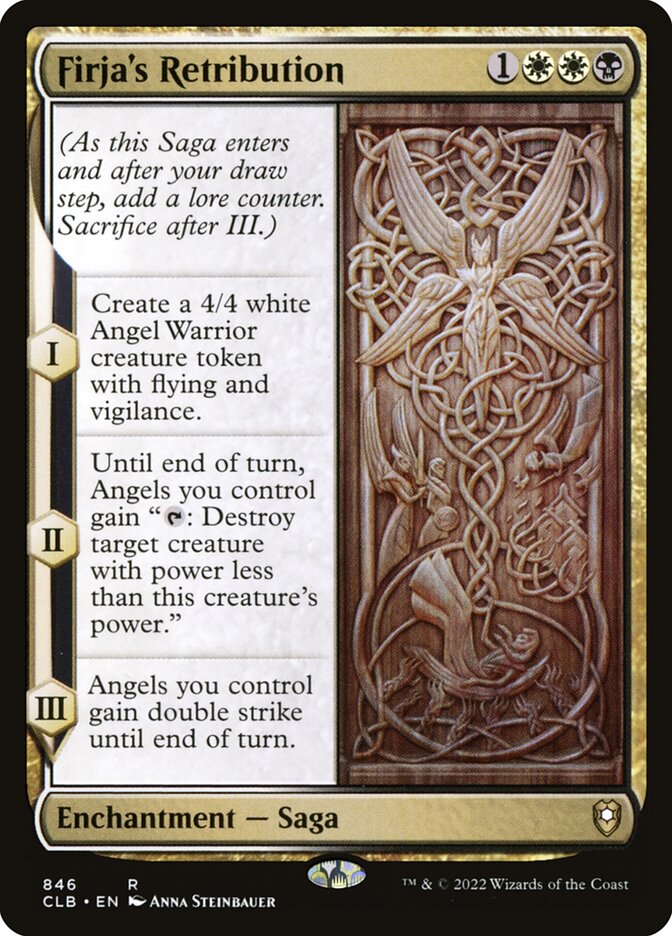 Firja's Retribution 1
(As this Saga enters
and after your draw
step, add a lore counter.
Sacrifice after III.)
I
Create a 4/4 white
Angel Warrior
creature token
with flying and
vigilance.
II
Until end of turn,
Angels you control
gain “: Destroy
target creature
with power less
than this creature's
power.”
III
Angels you control
gain double strike
until end of turn.
Enchantment — Saga
846 R
CLB • EN Anna Steinbauer
™ & © 2022 Wizards of the Coast